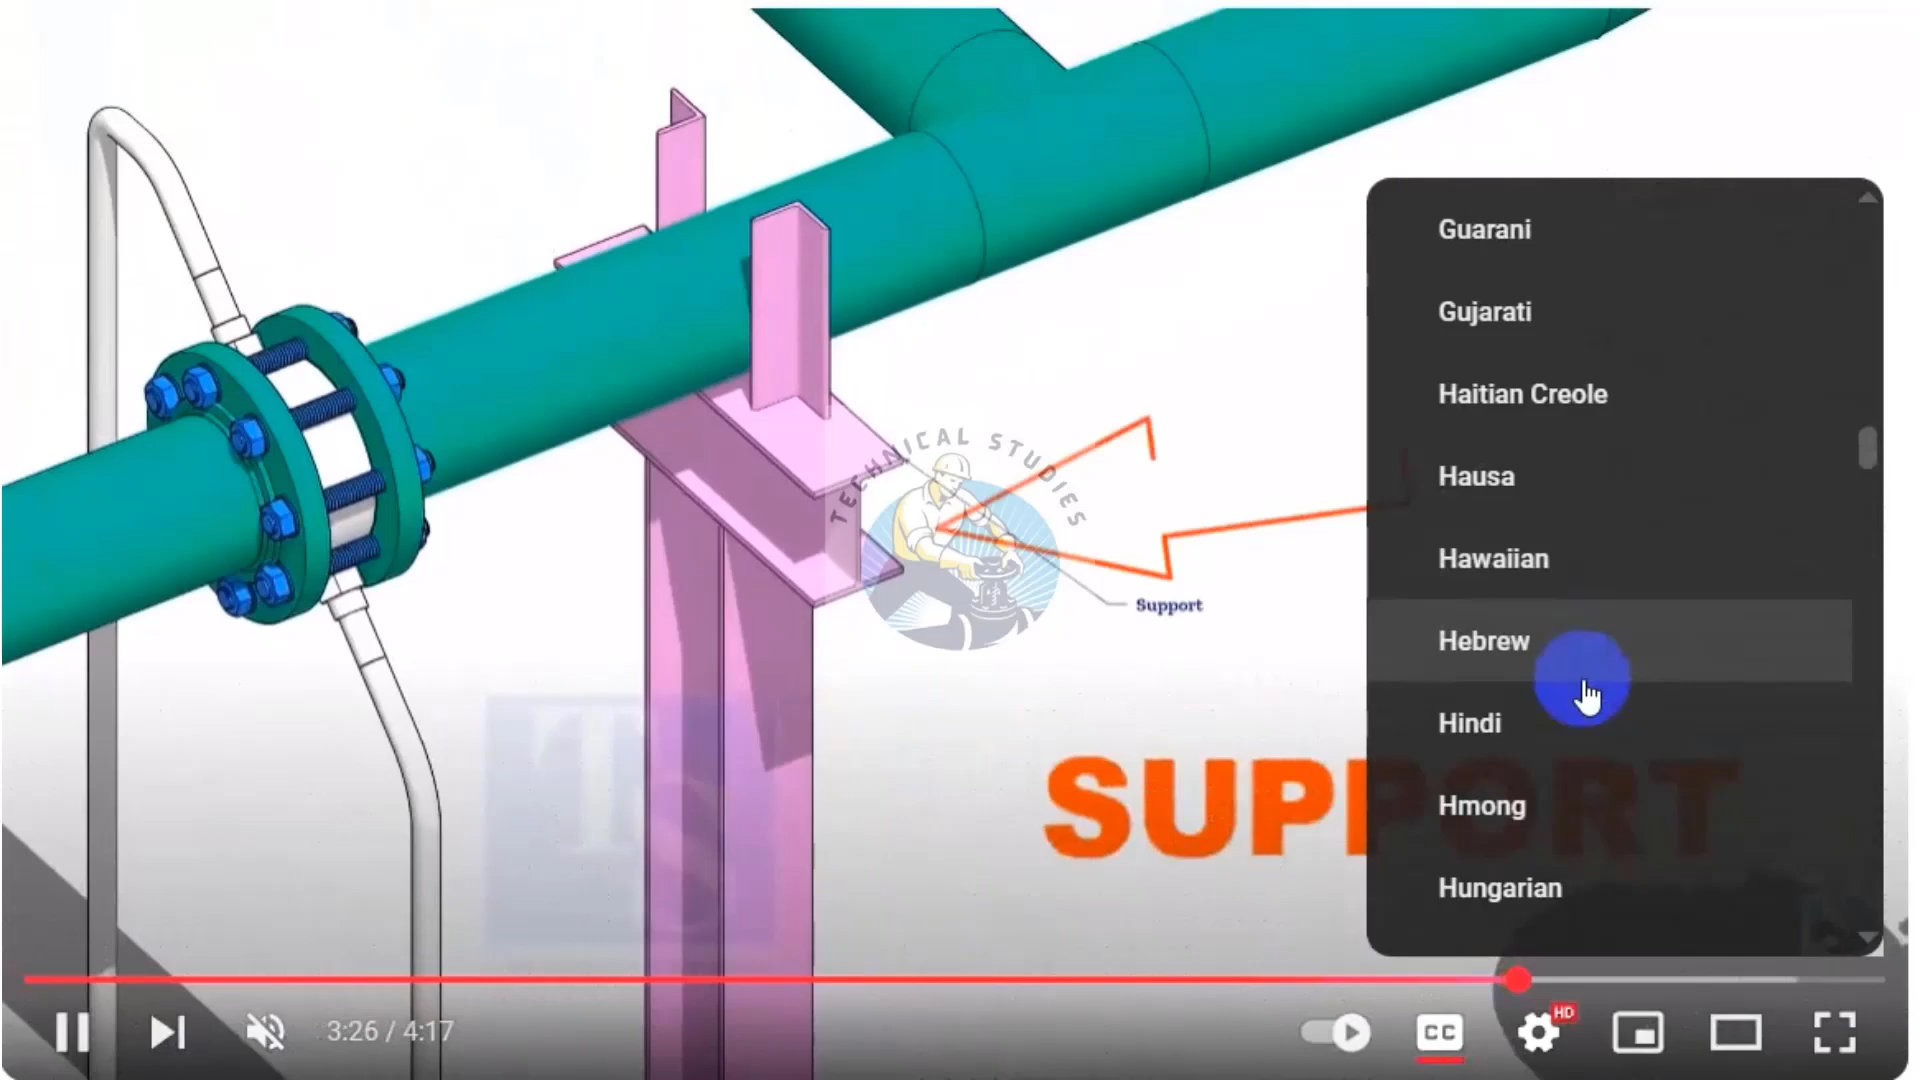 TECHNICAL STUDIES
Support
SUPPORT
Guarani
Gujarati
Haitian Creole
Hausa
Hawaiian
Hebrew
Hindi
Hmong
Hungarian
3:26 / 4:17
CC
HD